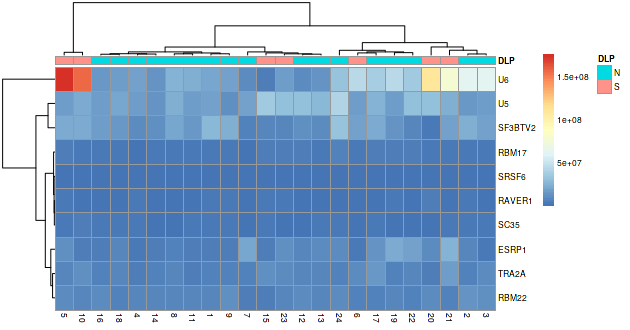 DLP
DLP
N
S
U6
U5
SF3BTV2
RBM17
SRSF6
RAVER1
SC35
ESRP1
TRA2A
RBM22
1.5e+08
1e+08
5e+07
5 10 16 18 4 14 8 11 1 9 7 15 23 12 13 24 6 17 19 22 20 21 2 3